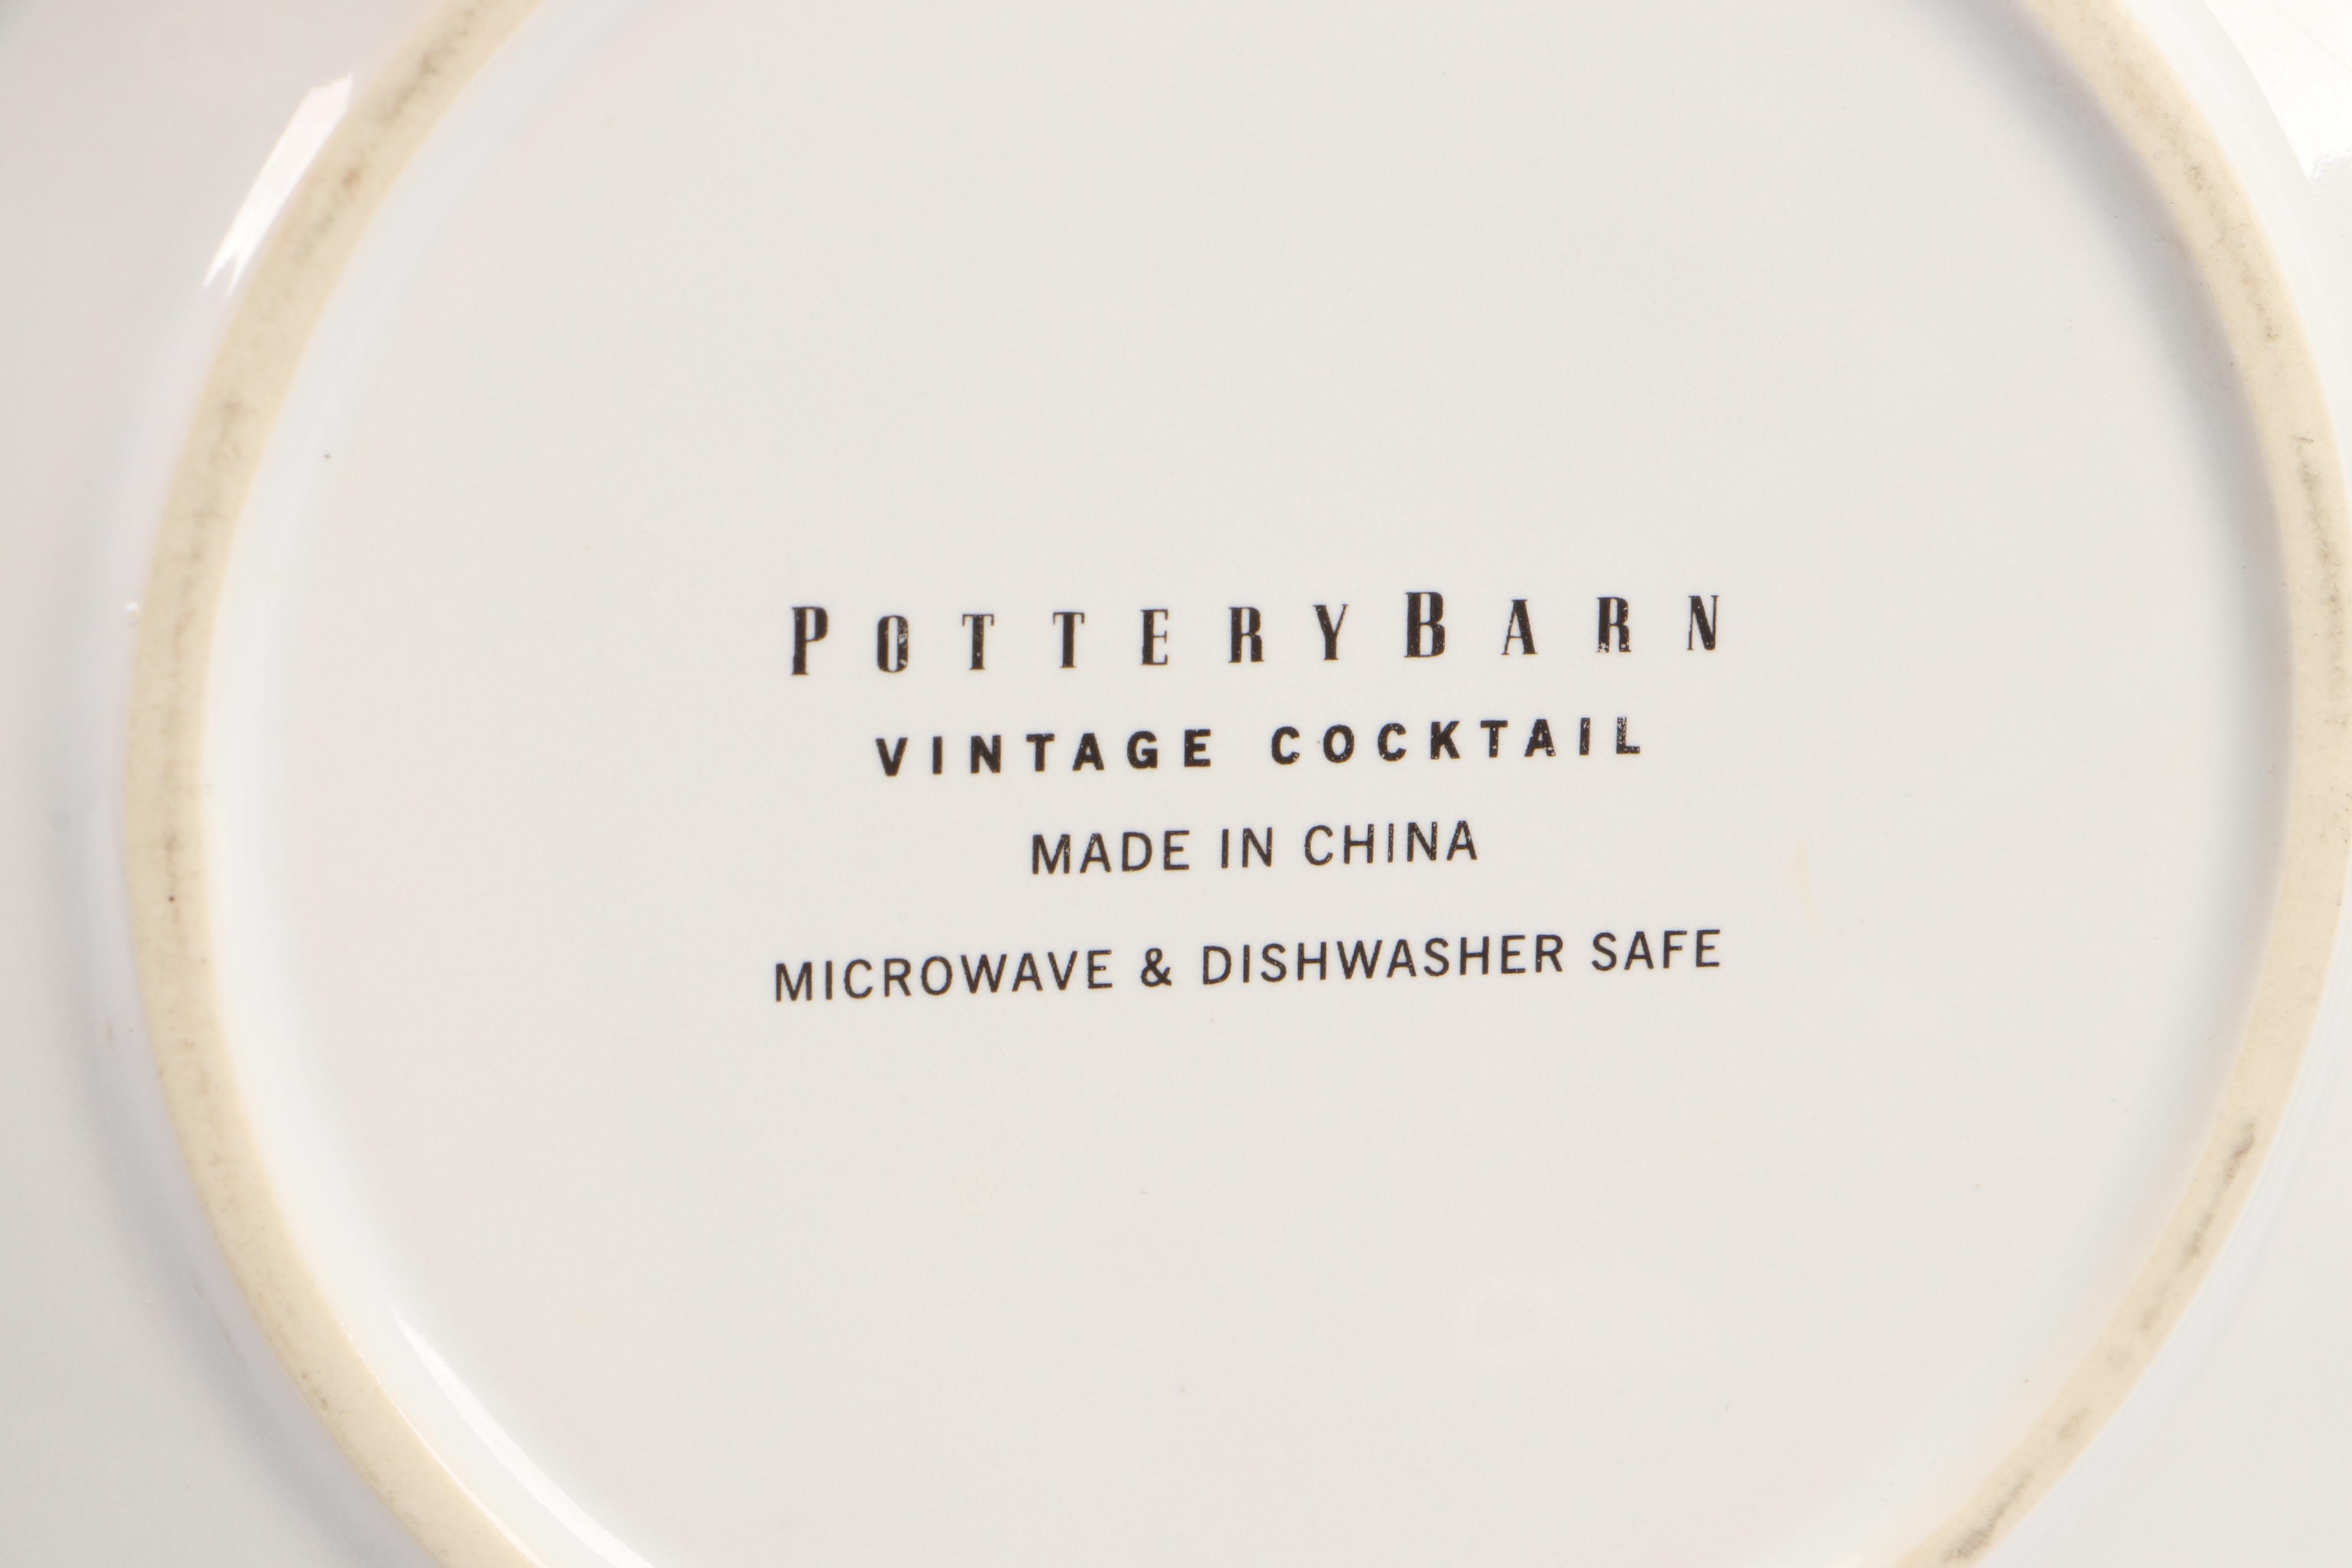 POTTERYBARN
VINTAGE COCKTAIL
MADE IN CHINA
MICROWAVE & DISHWASHER SAFE